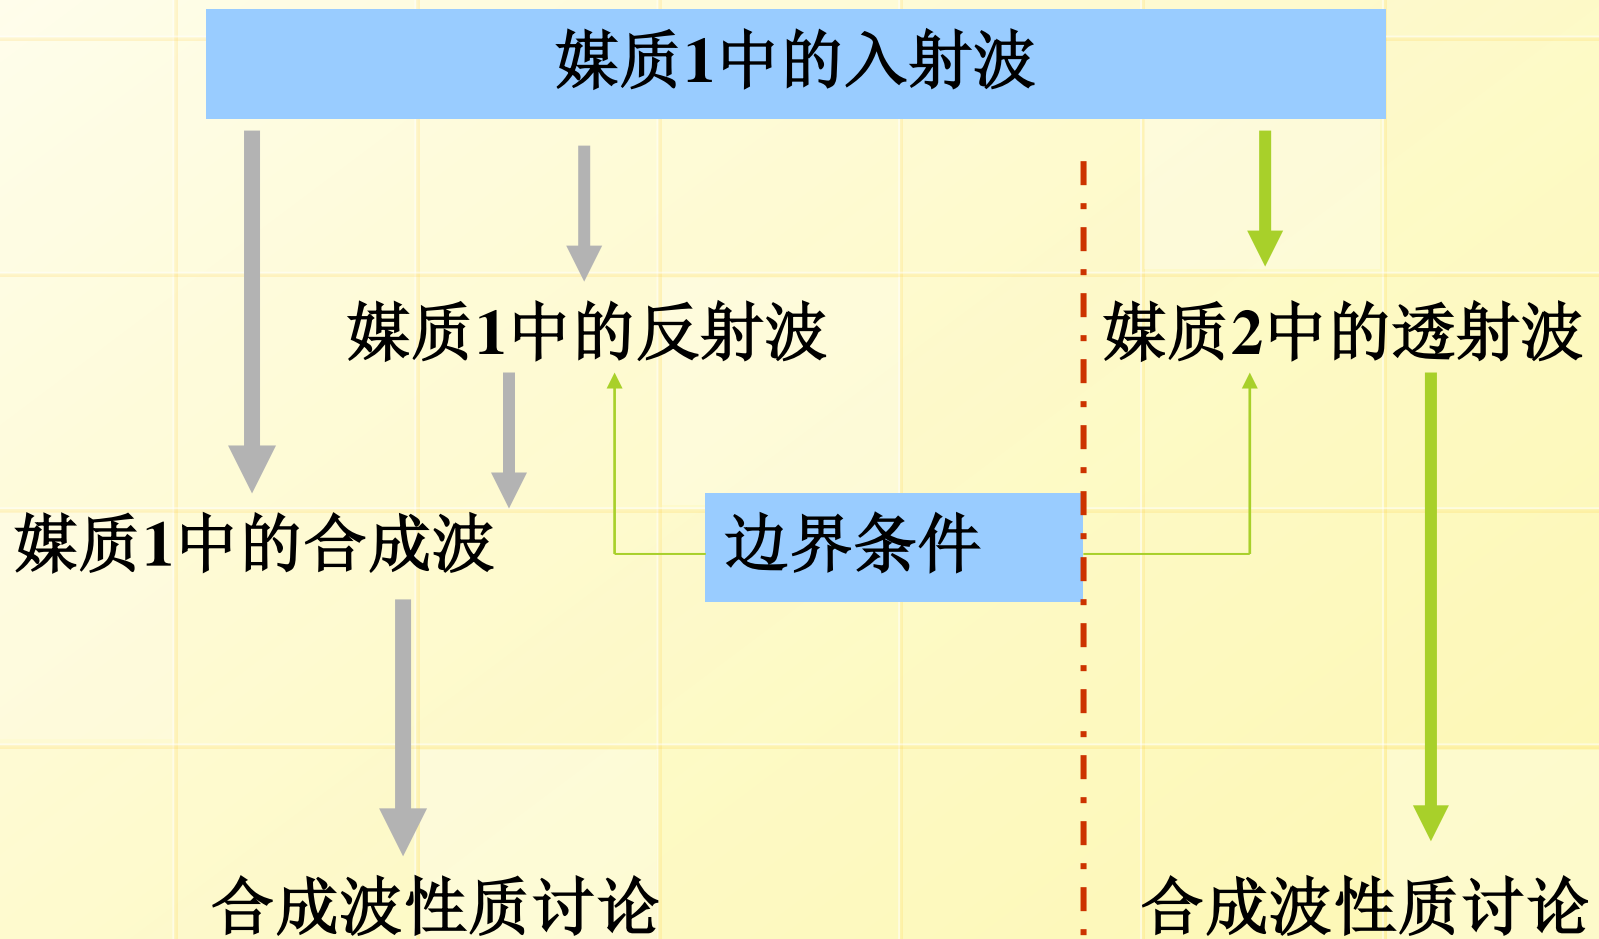 媒质1中的入射波
媒质1中的反射波
媒质2中的透射波
媒质1中的合成波
边界条件
合成波性质讨论
合成波性质讨论